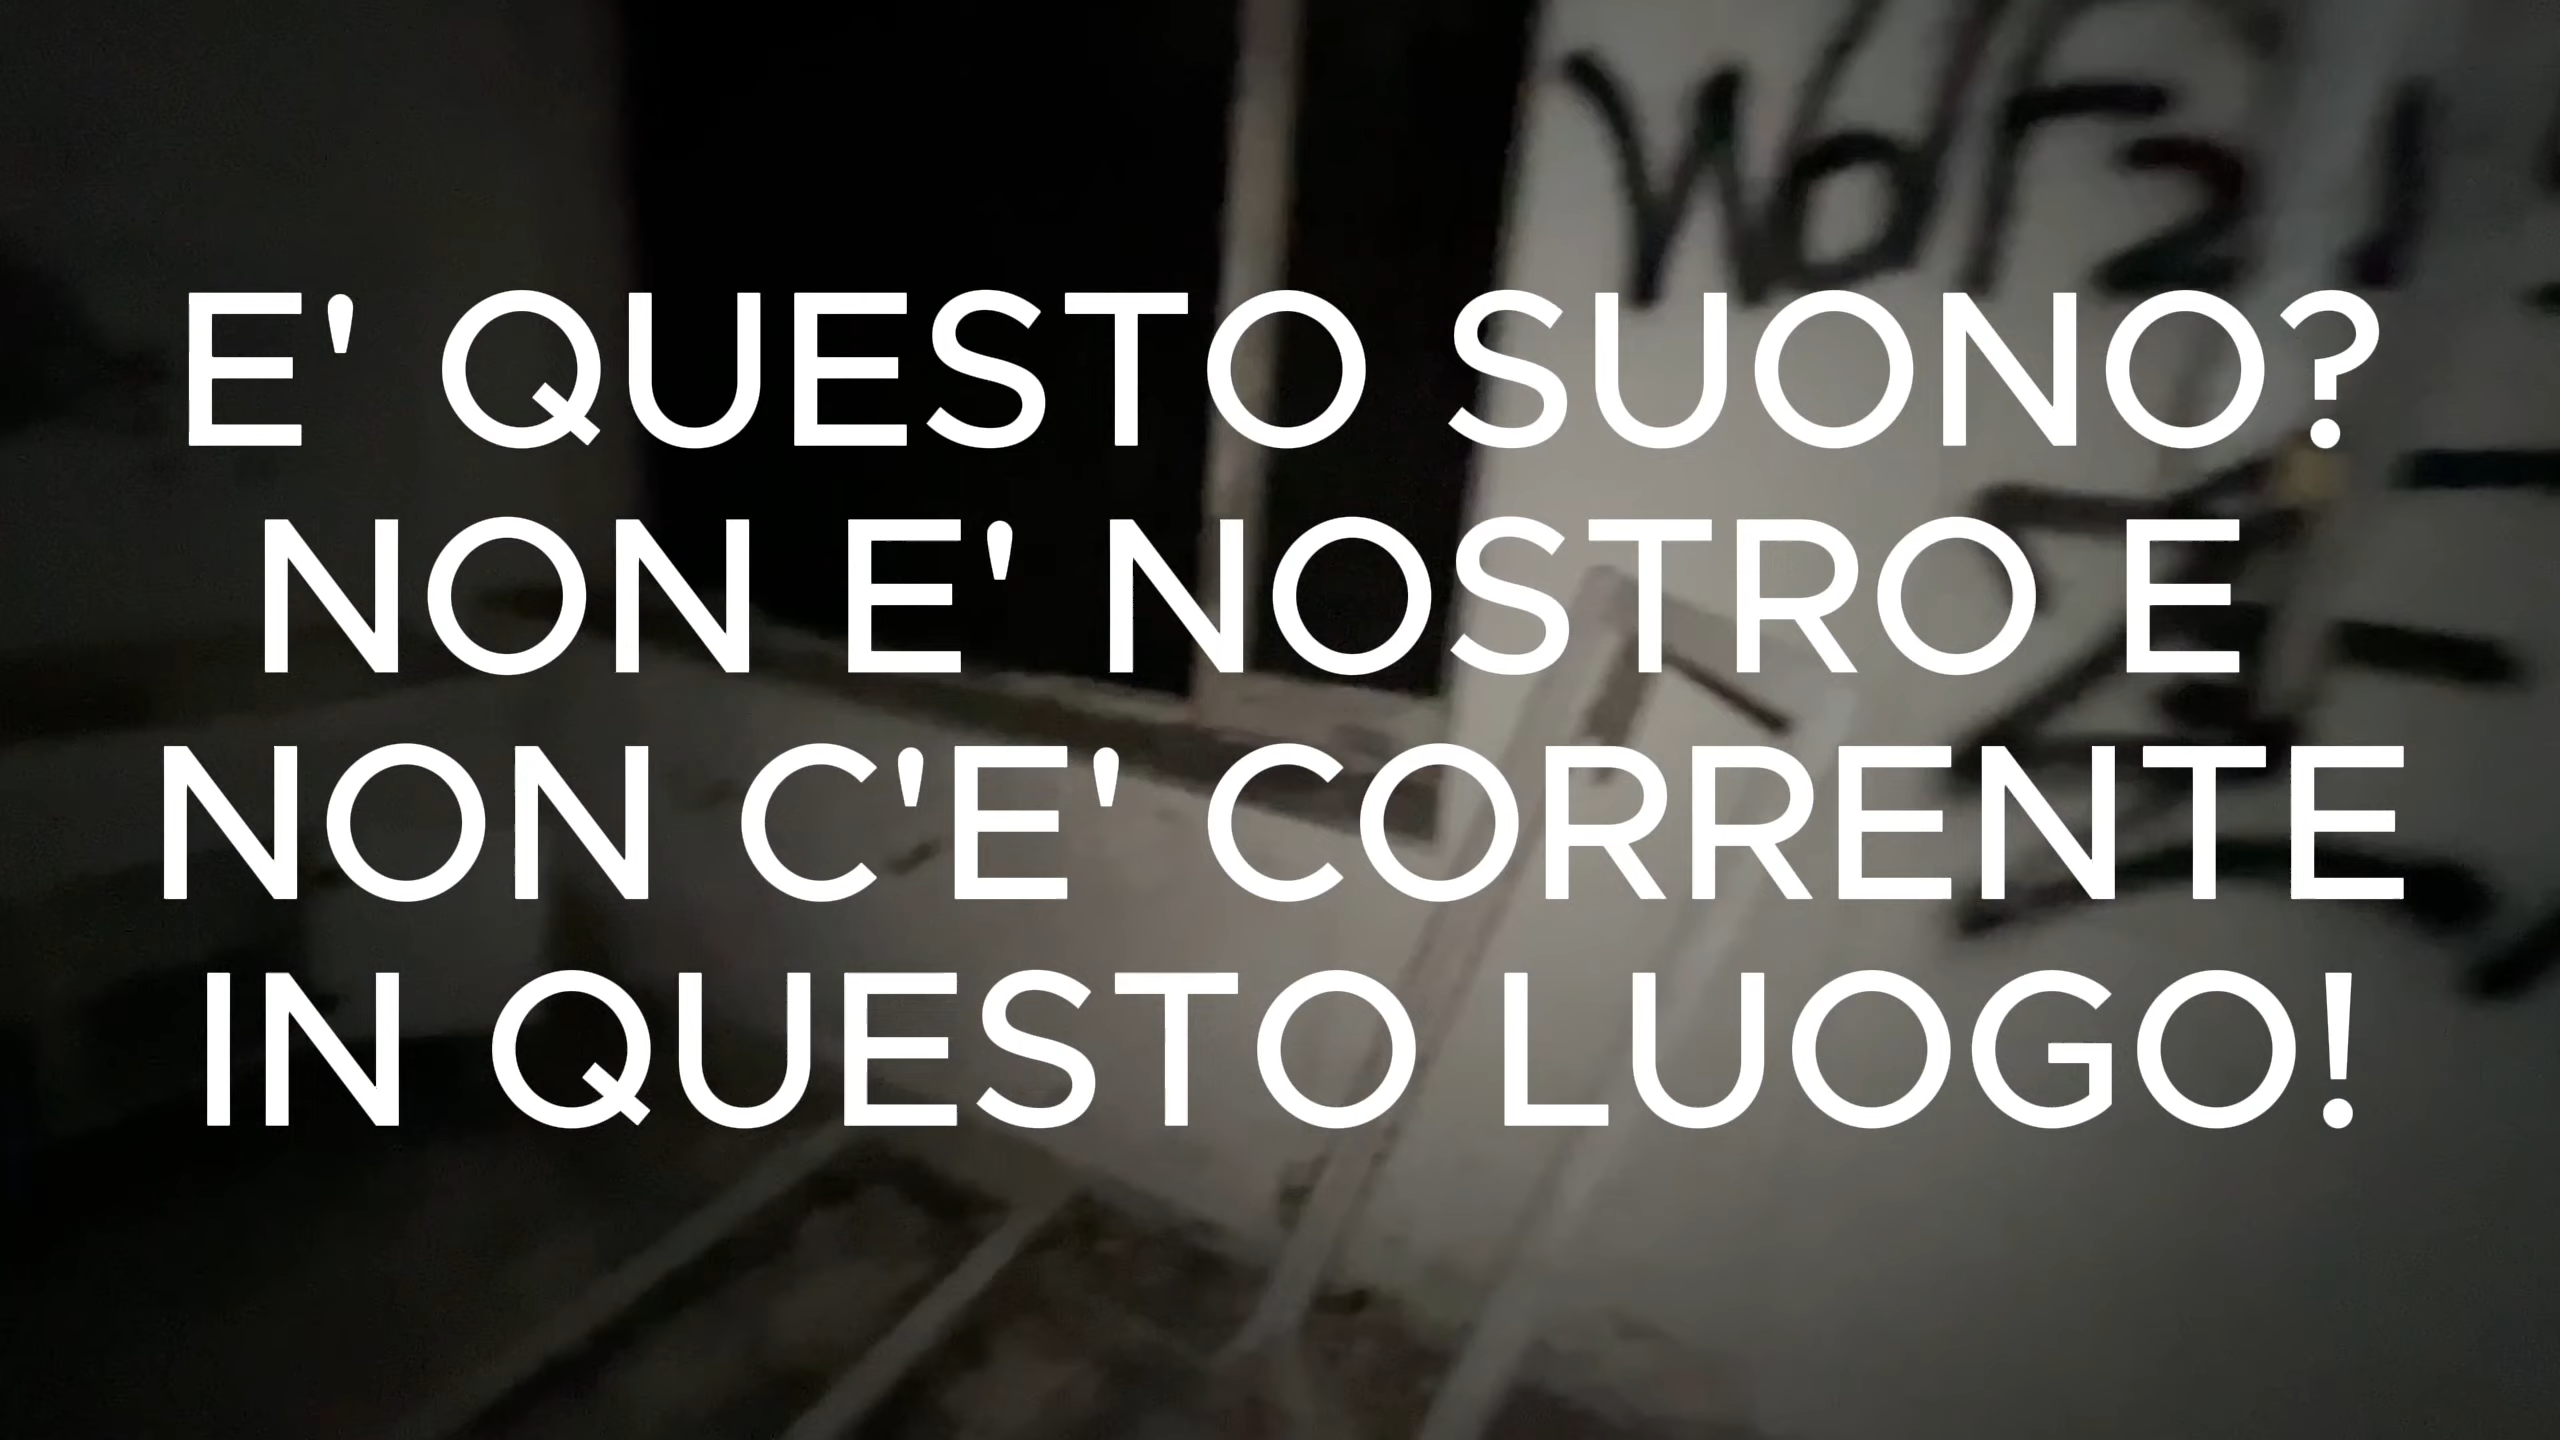 E' QUESTO SUONO?
NON E' NOSTRO E
NON C'E' CORRENTE
IN QUESTO LUOGO!